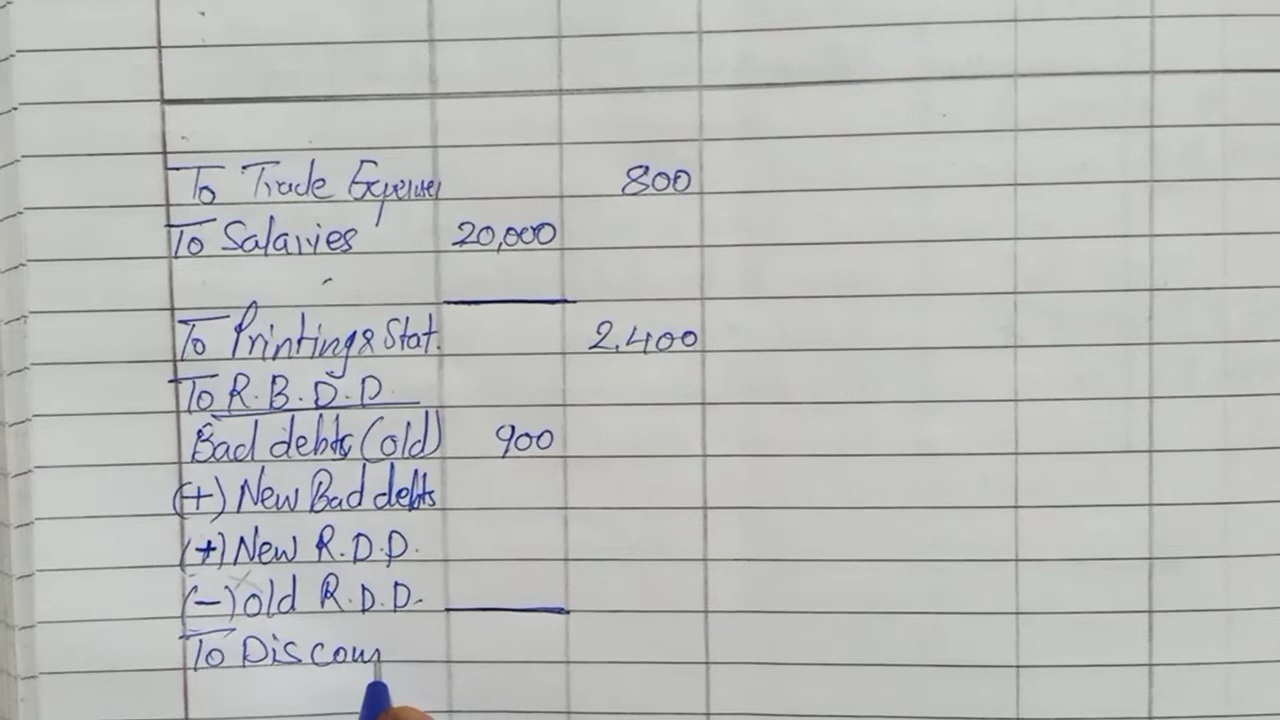 To Trade Expenses 800
To Salaries 20,000
To Printing & Stat. 2,400
To R.B.D.D.
Bad debts (old) 900
(+) New Bad debts
(+) New R.D.D.
(-) old R.D.D.
To Discoun